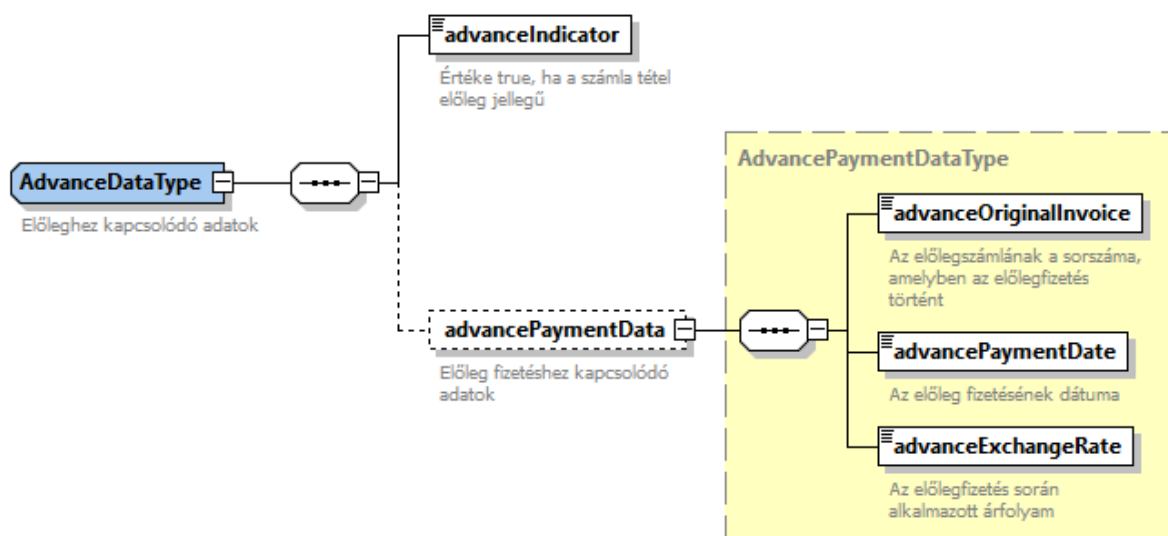 advanceIndicator
Értéke true, ha a számla tétel
előleg jellegű
AdvanceDataType
Előleghez kapcsolódó adatok
advancePaymentData
Előleg fizetéshez kapcsolódó
adatok
AdvancePaymentDataType
advanceOriginalInvoice
Az előlegszámlának a sorszáma,
amelyben az előlegfizetés
történt
advancePaymentDate
Az előleg fizetésének dátuma
advanceExchangeRate
Az előlegfizetés során
alkalmazott árfolyam